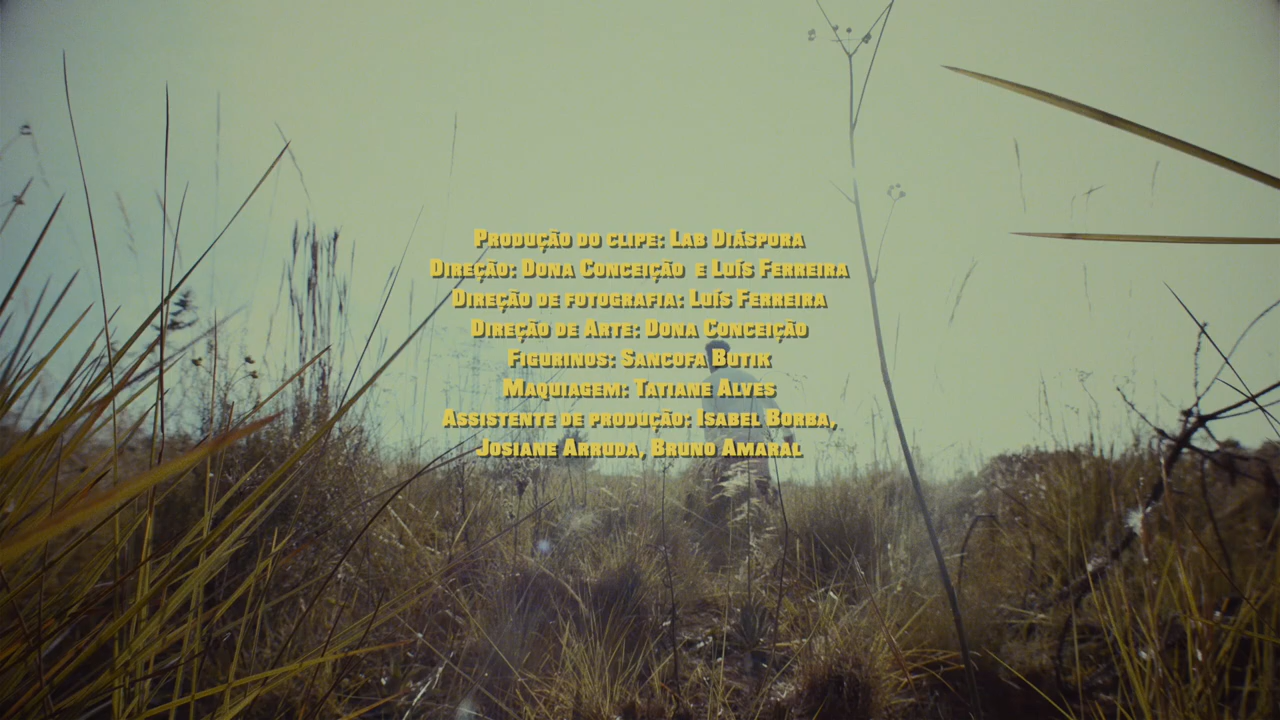 Produção do clipe: Lab Diáspora
Direção: Dona Conceição e Luís Ferreira
Direção de fotografia: Luís Ferreira
Direção de Arte: Dona Conceição
Figurinos: Sancofa Butik
Maquiagem: Tatiane Alves
Assistente de produção: Isabel Borba,
Josiane Arruda, Bruno Amaral